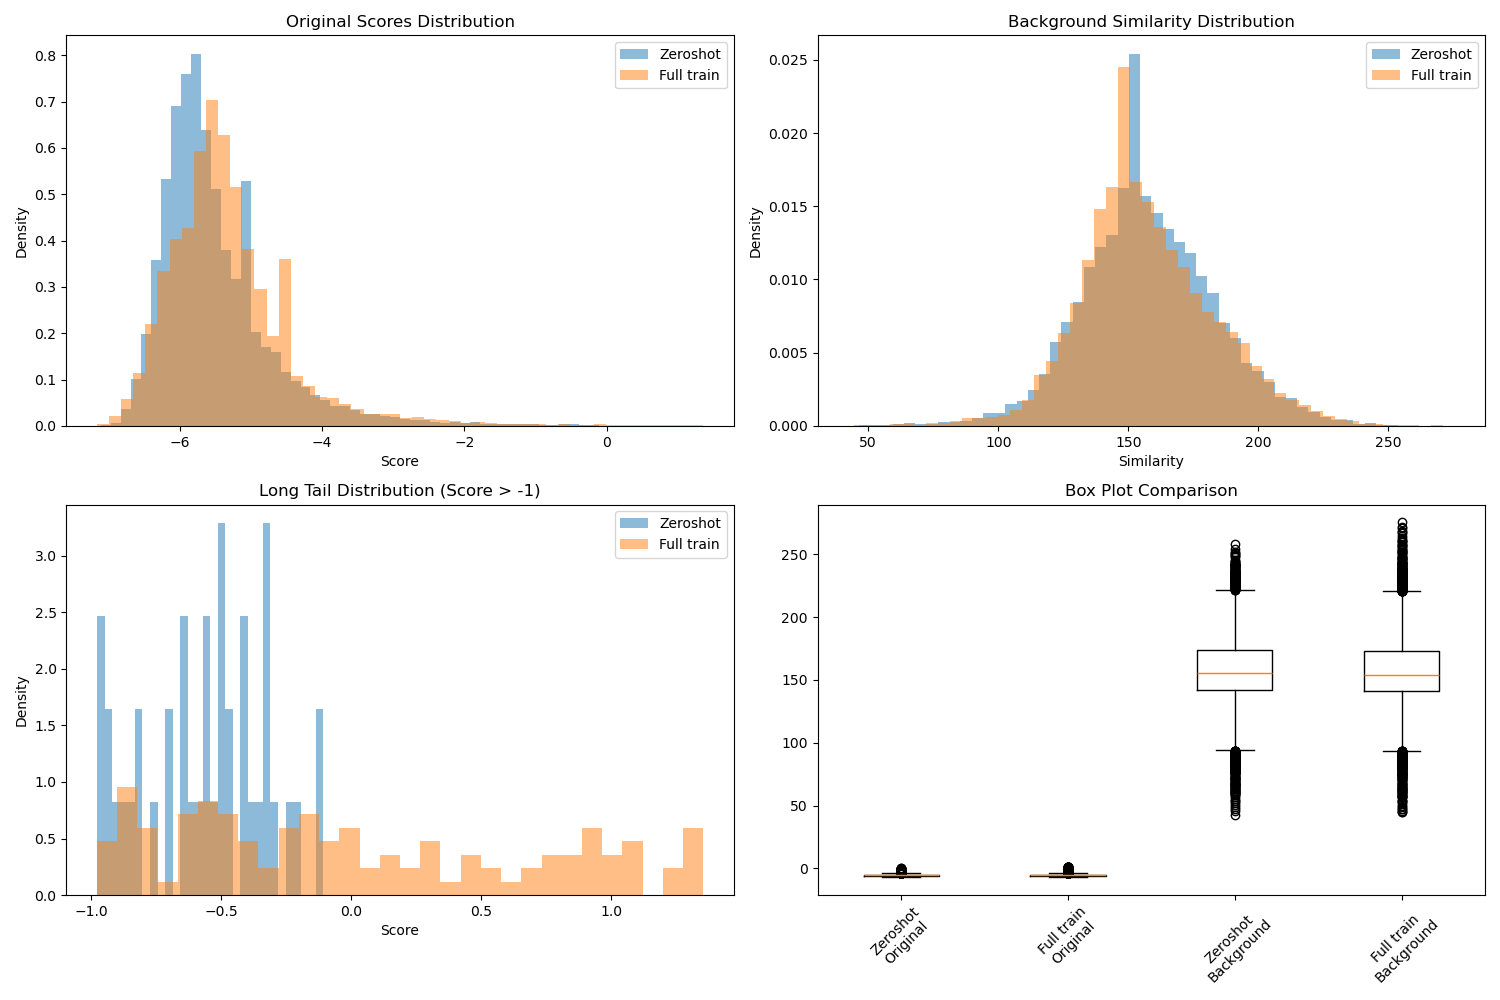 Original Scores Distribution
Zeroshot
Full train
Density
0.8
0.7
0.6
0.5
0.4
0.3
0.2
0.1
0.0
−6
−4
−2
0
Score
Background Similarity Distribution
Zeroshot
Full train
Density
0.025
0.020
0.015
0.010
0.005
0.000
50
100
150
200
250
Similarity
Long Tail Distribution (Score > -1)
Zeroshot
Full train
Density
3.0
2.5
2.0
1.5
1.0
0.5
0.0
−1.0
−0.5
0.0
0.5
1.0
Score
Box Plot Comparison
250
200
150
100
50
0
Zeroshot
Original
Full train
Original
Zeroshot
Background
Full train
Background